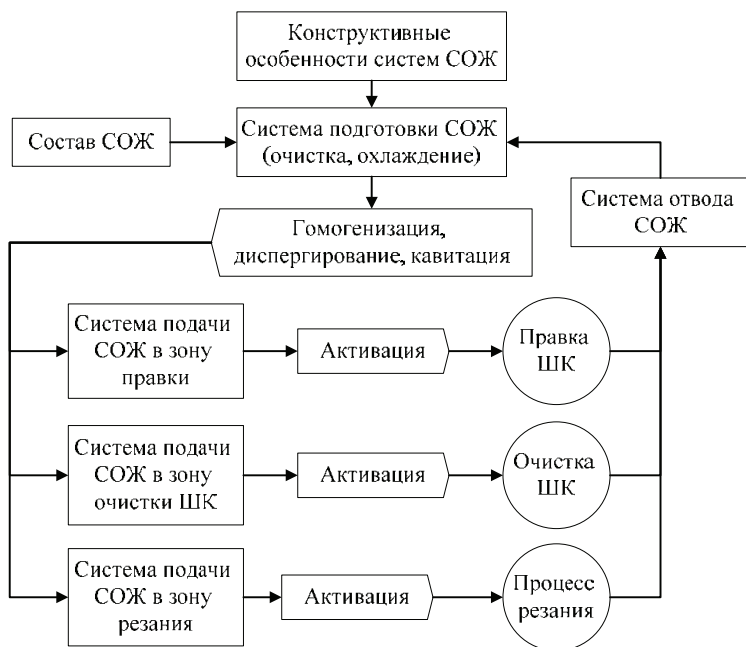 Конструктивные
особенности систем СОЖ
Состав СОЖ
Система подготовки СОЖ
(очистка, охлаждение)
Система отвода
СОЖ
Гомогенизация,
диспергирование, кавитация
Система подачи
СОЖ в зону
правки
Активация
Правка
ШК
Система подачи
СОЖ в зону
очистки ШК
Активация
Очистка
ШК
Система подачи
СОЖ в зону
резания
Активация
Процесс
резания